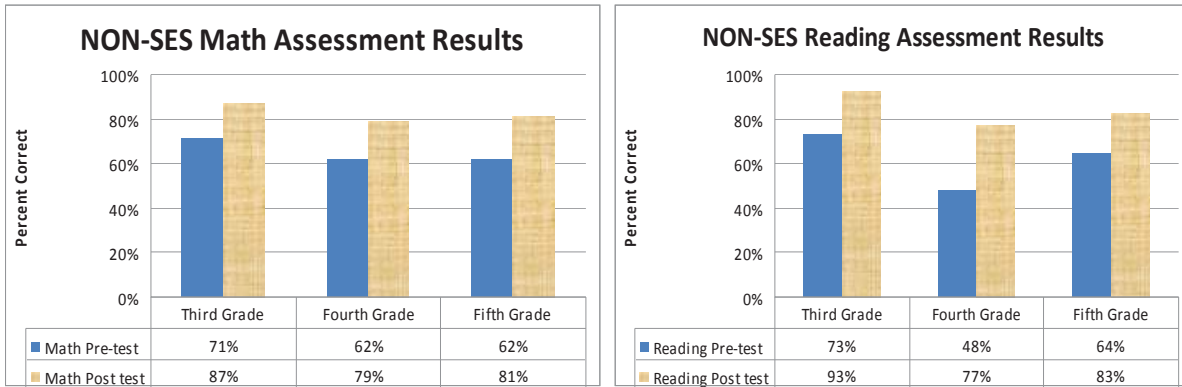 NON-SES Math Assessment Results
Percent Correct
100%
80%
60%
40%
20%
0%
Third Grade Fourth Grade Fifth Grade
Math Pre-test 71% 62% 62%
Math Post test 87% 79% 81%
NON-SES Reading Assessment Results
Percent Correct
100%
80%
60%
40%
20%
0%
Third Grade Fourth Grade Fifth Grade
Reading Pre-test 73% 48% 64%
Reading Post test 93% 77% 83%